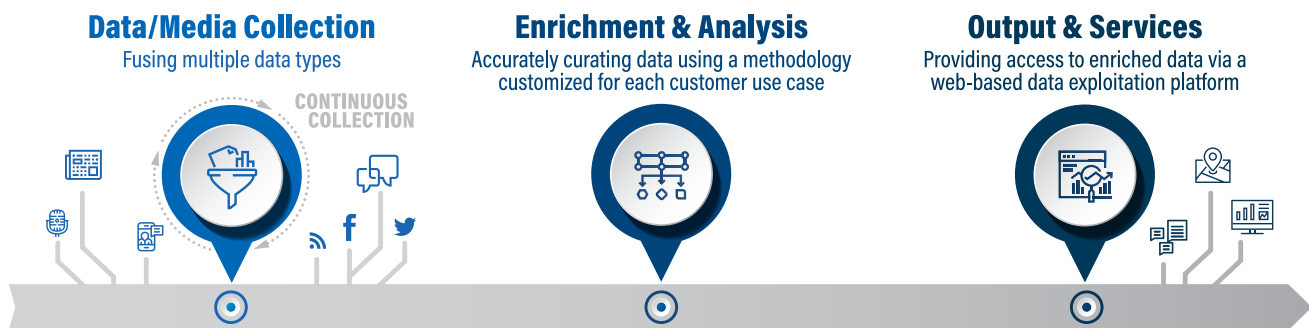 Data/Media Collection
Fusing multiple data types
CONTINUOUS
COLLECTION
Enrichment & Analysis
Accurately curating data using a methodology
customized for each customer use case
Output & Services
Providing access to enriched data via a
web-based data exploitation platform